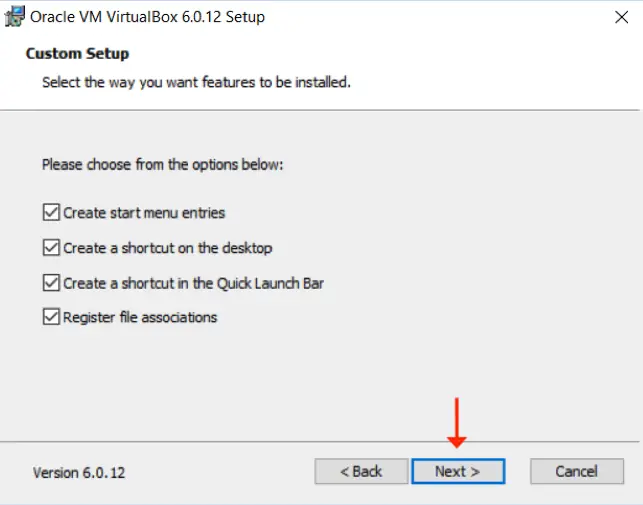 Oracle VM VirtualBox 6.0.12 Setup
Custom Setup
Select the way you want features to be installed.
Please choose from the options below:
Create start menu entries
Create a shortcut on the desktop
Create a shortcut in the Quick Launch Bar
Register file associations
Version 6.0.12
< Back
Next >
Cancel